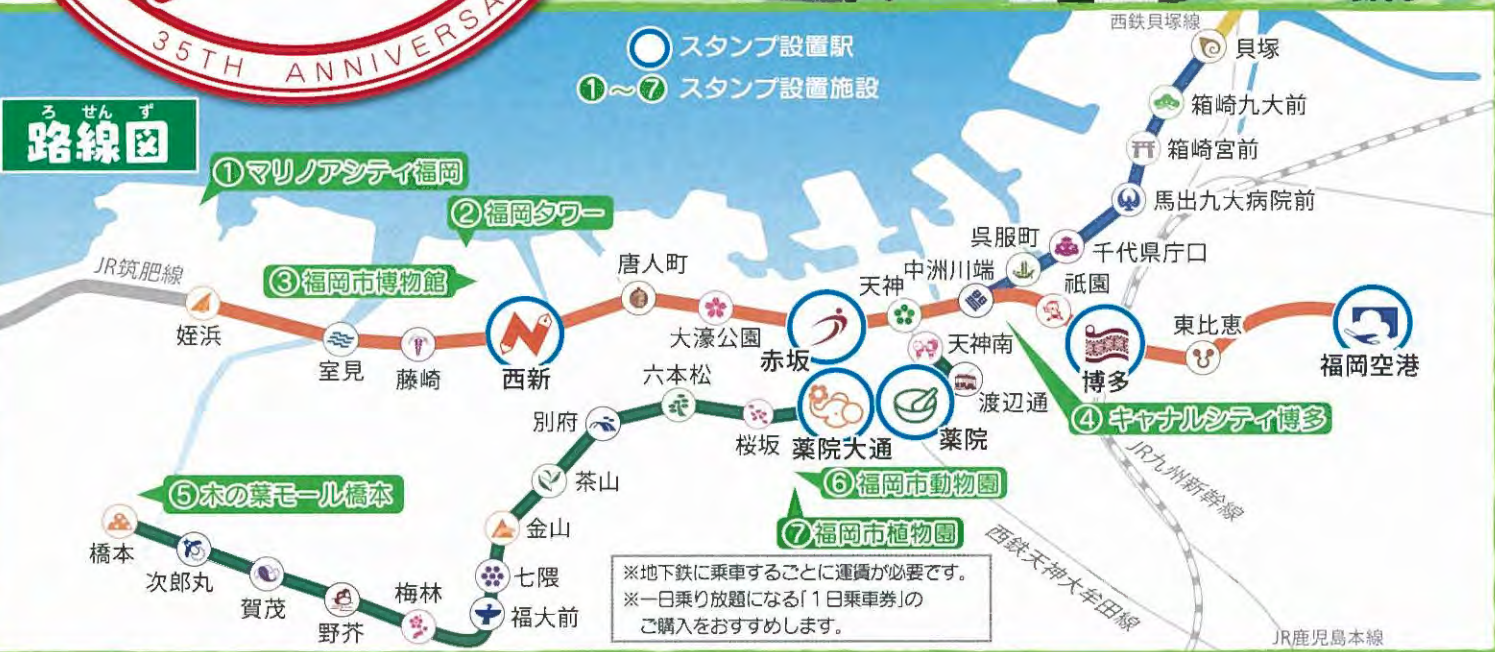 35TH ANNIVERSA
スタンプ設置駅
①～⑦ スタンプ設置施設
ろせんず
路線図
西鉄貝塚線
貝塚
箱崎九大前
箱崎宮前
馬出九大病院前
千代県庁口
呉服町
中洲川端
①マリノアシティ福岡
②福岡タワー
③福岡市博物館
JR筑肥線
姪浜
室見
藤崎
西新
唐人町
大濠公園
赤坂
天神
祇園
博多
東比恵
福岡空港
天神南
渡辺通
薬院
薬院大通
桜坂
六本松
別府
茶山
金山
七隈
福大前
梅林
野芥
賀茂
次郎丸
橋本
④キャナルシティ博多
⑤木の葉モール橋本
⑥福岡市動物園
⑦福岡市植物園
JR九州新幹線
西鉄天神大牟田線
JR鹿児島本線
※地下鉄に乗車するごとに運賃が必要です。
※一日乗り放題になる「1日乗車券」の
ご購入をおすすめします。